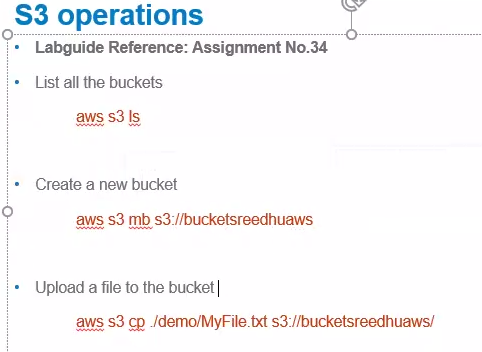 S3 operations
• Labguide Reference: Assignment No.34
• List all the buckets
aws s3 ls
• Create a new bucket
aws s3 mb s3://bucketsreedhuaws
• Upload a file to the bucket
aws s3 cp ./demo/MyFile.txt s3://bucketsreedhuaws/